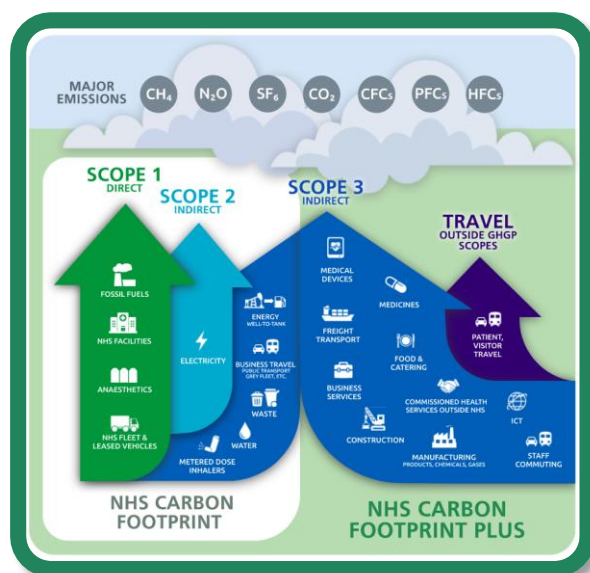 MAJOR
EMISSIONS
CH₄
N₂O
SF₆
CO₂
CFCs
PFCs
HFCs
SCOPE 1
DIRECT
FOSSIL FUELS
NHS FACILITIES
ANAESTHETICS
NHS FLEET &
LEASED VEHICLES
SCOPE 2
INDIRECT
ELECTRICITY
SCOPE 3
INDIRECT
ENERGY
WELL-TO-TANK
BUSINESS TRAVEL
PUBLIC TRANSPORT
GREY FLEET, ETC.
WASTE
WATER
METERED DOSE
INHALERS
MEDICAL
DEVICES
MEDICINES
FREIGHT
TRANSPORT
FOOD &
CATERING
BUSINESS
SERVICES
COMMISSIONED HEALTH
SERVICES OUTSIDE NHS
ICT
CONSTRUCTION
MANUFACTURING
PRODUCTS, CHEMICALS, GASES
STAFF
COMMUTING
TRAVEL
OUTSIDE GHGP
SCOPES
PATIENT,
VISITOR
TRAVEL
NHS CARBON
FOOTPRINT
NHS CARBON
FOOTPRINT PLUS